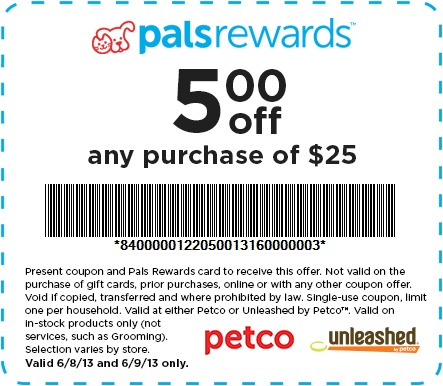 palsrewards™
5.00 off
any purchase of $25
*8400000122050013160000003*
Present coupon and Pals Rewards card to receive this offer. Not valid on the
purchase of gift cards, prior purchases, online or with any other coupon offer.
Void if copied, transferred and where prohibited by law. Single-use coupon, limit
one per household. Valid at either Petco or Unleashed by Petco™. Valid on
in-stock products only (not
services, such as Grooming).
Selection varies by store.
Valid 6/8/13 and 6/9/13 only.
petco
unleashed
by petco